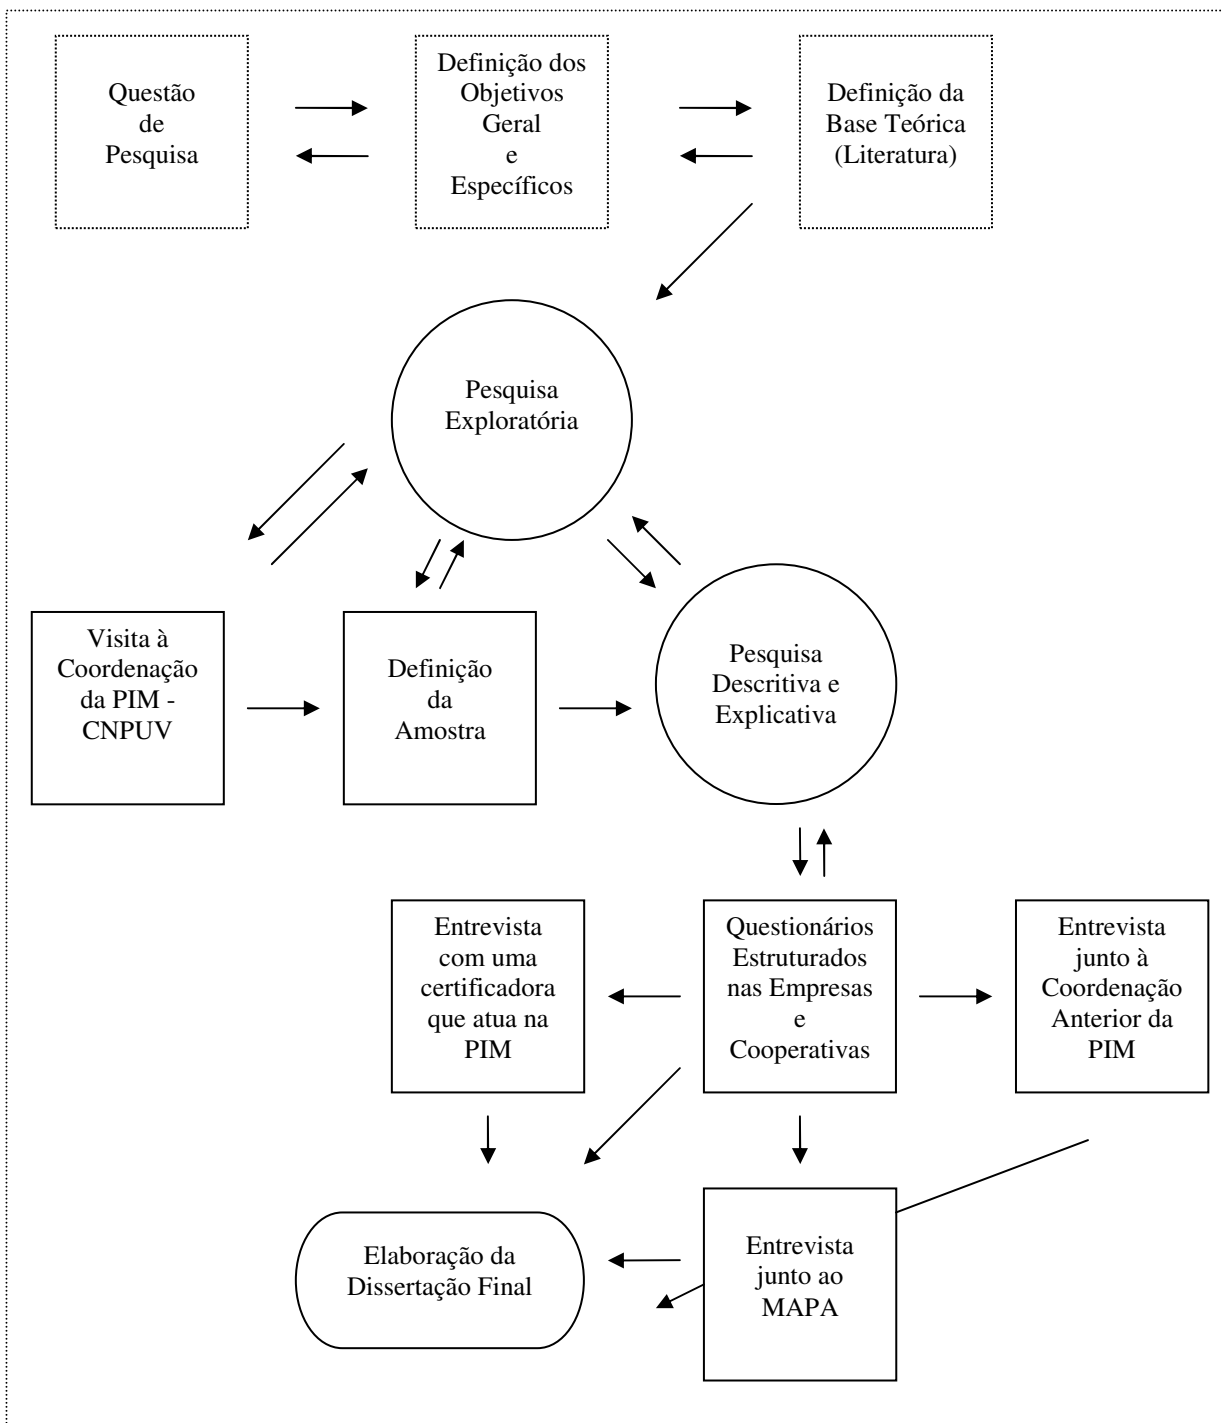 Questão
de
Pesquisa
Definição dos
Objetivos
Geral
e
Específicos
Definição da
Base Teórica
(Literatura)
Pesquisa
Exploratória
Visita à
Coordenação
da PIM -
CNPUV
Definição
da
Amostra
Pesquisa
Descritiva e
Explicativa
Entrevista
com uma
certificadora
que atua na
PIM
Questionários
Estruturados
nas Empresas
e
Cooperativas
Entrevista
junto à
Coordenação
Anterior da
PIM
Elaboração da
Dissertação Final
Entrevista
junto ao
MAPA